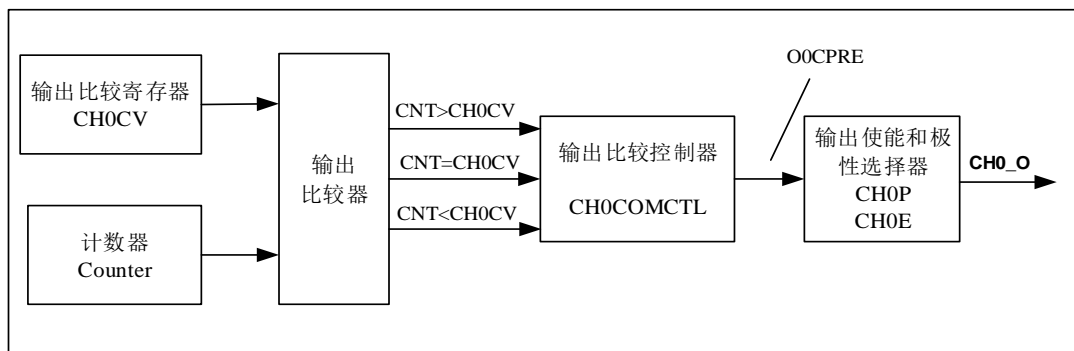 输出比较寄存器
CH0CV
计数器
Counter
输出
比较器
CNT>CH0CV
CNT=CH0CV
CNT<CH0CV
输出比较控制器
CH0COMCTL
O0CPRE
输出使能和极
性选择器
CH0P
CH0E
CH0_O